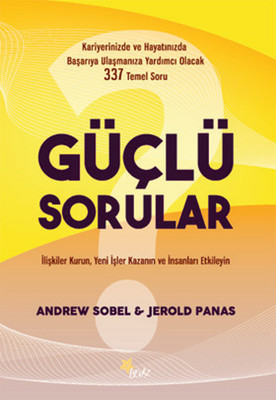 Kariyerinizde ve Hayatınızda
Başarıya Ulaşmanıza Yardımcı Olacak
337 Temel Soru
GÜÇLÜ
SORULAR
İlişkiler Kurun, Yeni İşler Kazanın ve İnsanları Etkileyin
ANDREW SOBEL & JEROLD PANAS